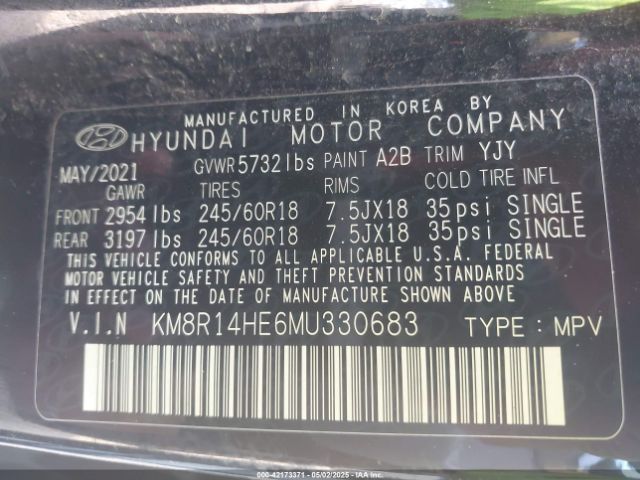 MANUFACTURED IN KOREA BY
HYUNDAI MOTOR COMPANY
MAY/2021 GVWR 5732 lbs PAINT A2B TRIM YJY
GAWR TIRES RIMS COLD TIRE INFL
FRONT 2954 lbs 245/60R18 7.5JX18 35psi SINGLE
REAR 3197 lbs 245/60R18 7.5JX18 35psi SINGLE
THIS VEHICLE CONFORMS TO ALL APPLICABLE U.S.A. FEDERAL
MOTOR VEHICLE SAFETY AND THEFT PREVENTION STANDARDS
IN EFFECT ON THE DATE OF MANUFACTURE SHOWN ABOVE.
V.I.N KM8R14HE6MU330683 TYPE : MPV
000-42173371 - 05/02/2025 - IAAI.COM